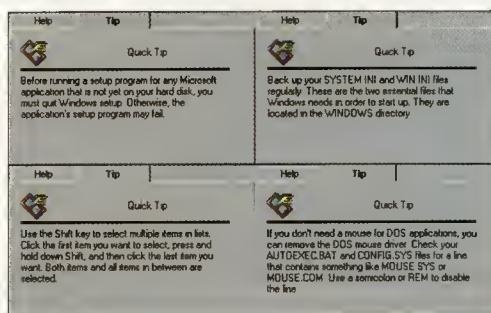 Help Tip
Quick Tip
Before running a setup program for any Microsoft
application that is not yet on your hard disk, you
must quit Windows setup. Otherwise, the
application's setup program may fail.
Help Tip
Quick Tip
Back up your SYSTEM INI and WIN INI files
regularly. These are the two essential files that
Windows needs in order to start up. They are
located in the WINDOWS directory
Help Tip
Quick Tip
Use the Shift key to select multiple items in lists.
Click the first item you want to select, press and
hold down Shift, and then click the last item you
want. Both items and all items in between are
selected.
Help Tip
Quick Tip
If you don't need a mouse for DOS applications, you
can remove the DOS mouse driver. Check your
AUTOEXEC.BAT and CONFIG.SYS files for a line
that contains something like MOUSE SYS or
MOUSE.COM Use a semicolon or REM to disable
the line